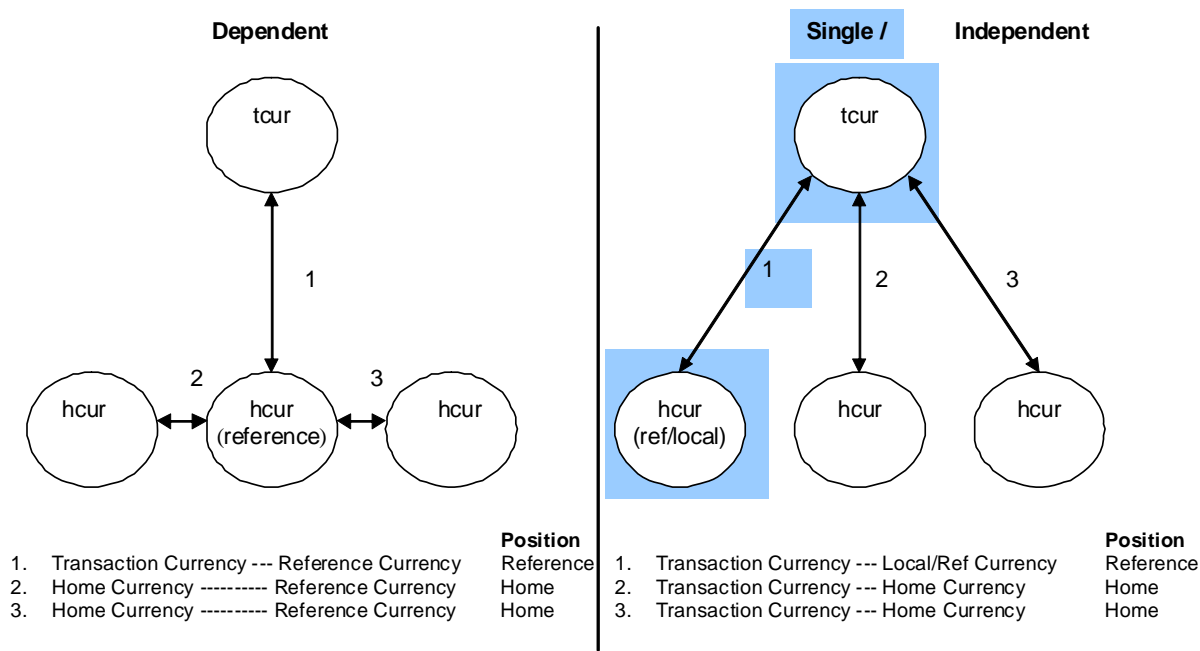 Dependent
tcur
1
2
3
hcur
hcur
(reference)
hcur
Position
1. Transaction Currency --- Reference Currency Reference
2. Home Currency ---------- Reference Currency Home
3. Home Currency ---------- Reference Currency Home
Single / Independent
tcur
1
2
3
hcur
(ref/local)
hcur
hcur
Position
1. Transaction Currency --- Local/Ref Currency Reference
2. Transaction Currency --- Home Currency Home
3. Transaction Currency --- Home Currency Home